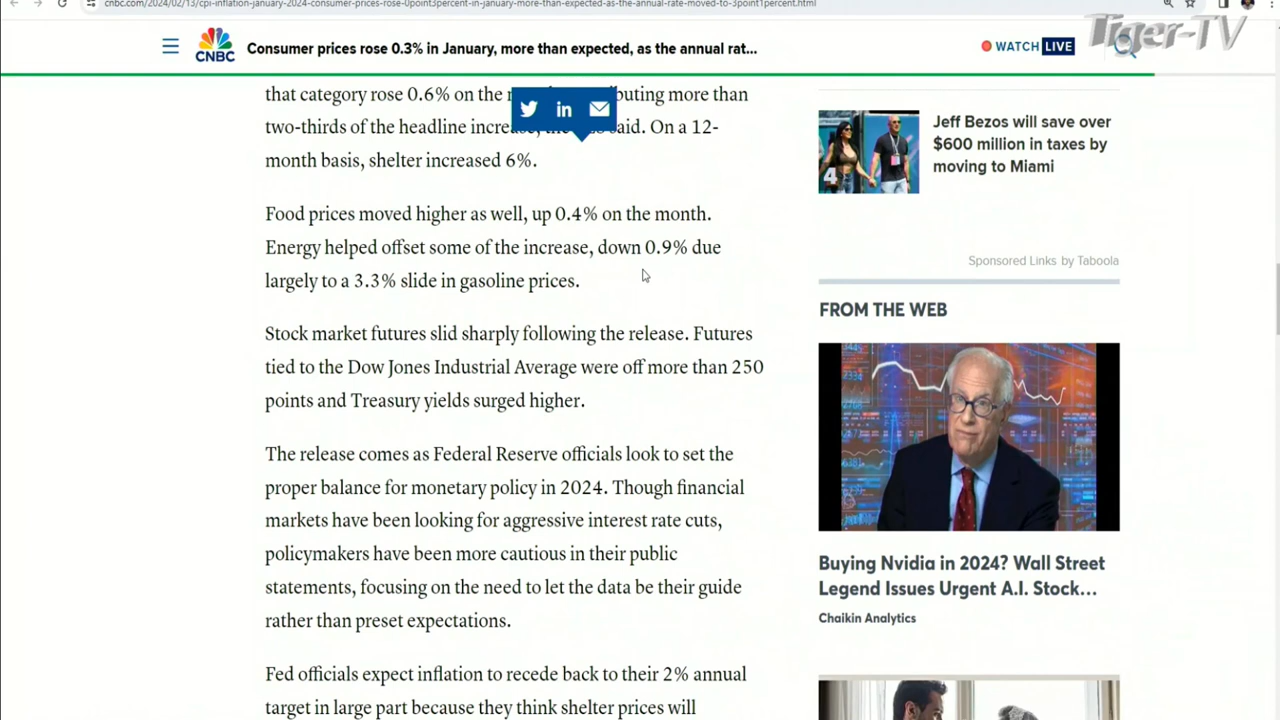 cnbc.com/2024/02/13/cpi-inflation-january-2024-consumer-prices-rose-0point3percent-in-january-more-than-expected-as-the-annual-rate-moved-to-3point1percent.html
Tiger-TV
CNBC
Consumer prices rose 0.3% in January, more than expected, as the annual rat...
WATCH LIVE
that category rose 0.6% on the buting more than
two-thirds of the headline incre aid. On a 12-
month basis, shelter increased 6%.
Food prices moved higher as well, up 0.4% on the month.
Energy helped offset some of the increase, down 0.9% due
largely to a 3.3% slide in gasoline prices.
Stock market futures slid sharply following the release. Futures
tied to the Dow Jones Industrial Average were off more than 250
points and Treasury yields surged higher.
The release comes as Federal Reserve officials look to set the
proper balance for monetary policy in 2024. Though financial
markets have been looking for aggressive interest rate cuts,
policymakers have been more cautious in their public
statements, focusing on the need to let the data be their guide
rather than preset expectations.
Fed officials expect inflation to recede back to their 2% annual
target in large part because they think shelter prices will
4
Jeff Bezos will save over
$600 million in taxes by
moving to Miami
Sponsored Links by Taboola
FROM THE WEB
Buying Nvidia in 2024? Wall Street
Legend Issues Urgent A.I. Stock...
Chaikin Analytics